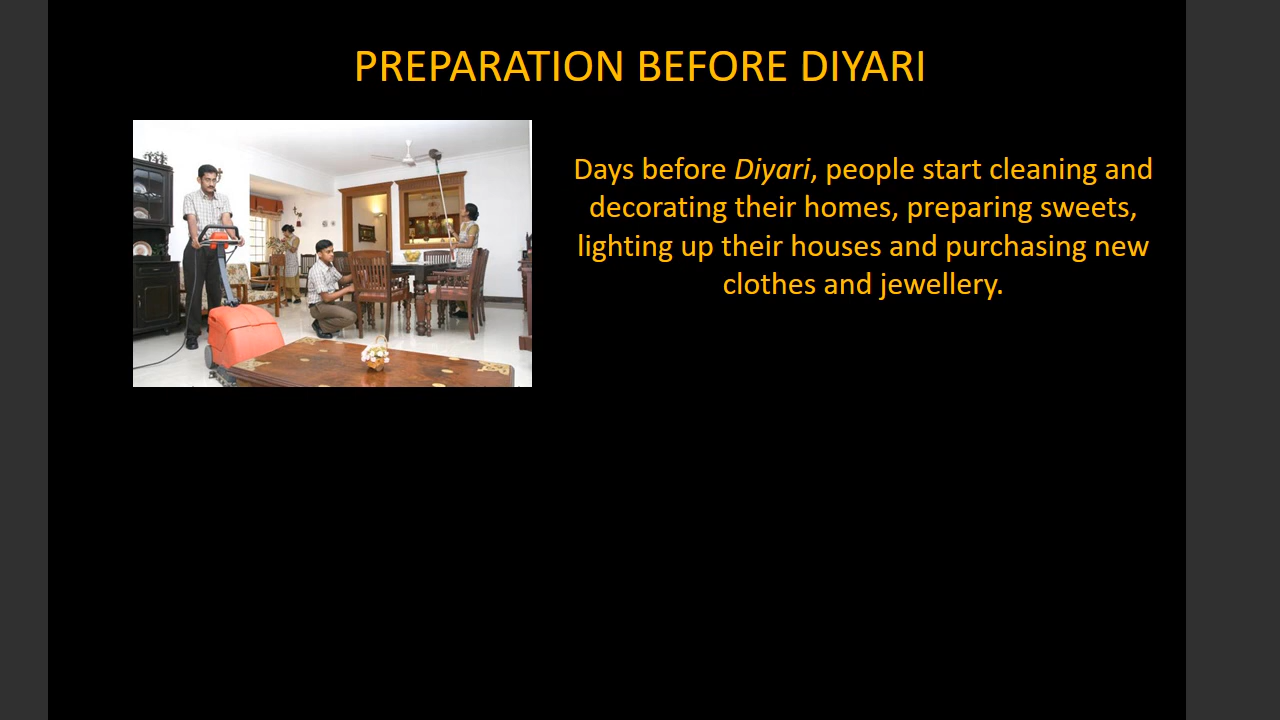 PREPARATION BEFORE DIYARI
Days before Diyari, people start cleaning and
decorating their homes, preparing sweets,
lighting up their houses and purchasing new
clothes and jewellery.